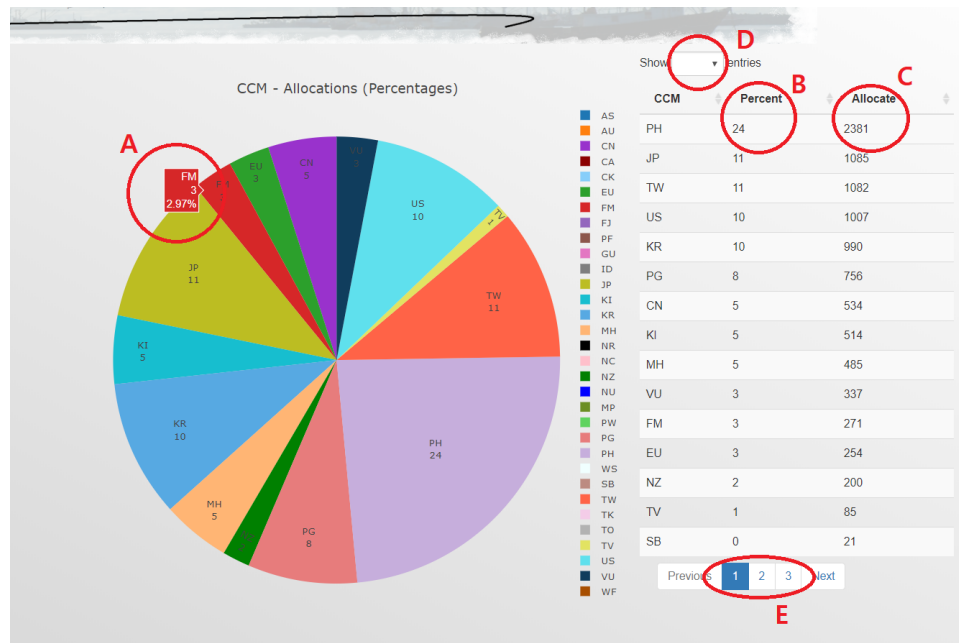 D
Show entries
CCM - Allocations (Percentages)
B
C
CCM Percent Allocate
PH 24 2381
JP 11 1085
TW 11 1082
US 10 1007
KR 10 990
PG 8 756
CN 5 534
KI 5 514
MH 5 485
VU 3 337
FM 3 271
EU 3 254
NZ 2 200
TV 1 85
SB 0 21
Previous 1 2 3 Next
E
A
FM
3
2.97%
EU
3
CN
5
VU
3
US
10
TV
1
TW
11
PH
24
PG
8
MH
5
KR
10
KI
5
JP
11
AS
AU
CN
CA
CK
EU
FM
FJ
PF
GU
ID
JP
KI
KR
MH
NR
NC
NZ
NU
MP
PW
PG
PH
WS
SB
TW
TK
TO
TV
US
VU
WF